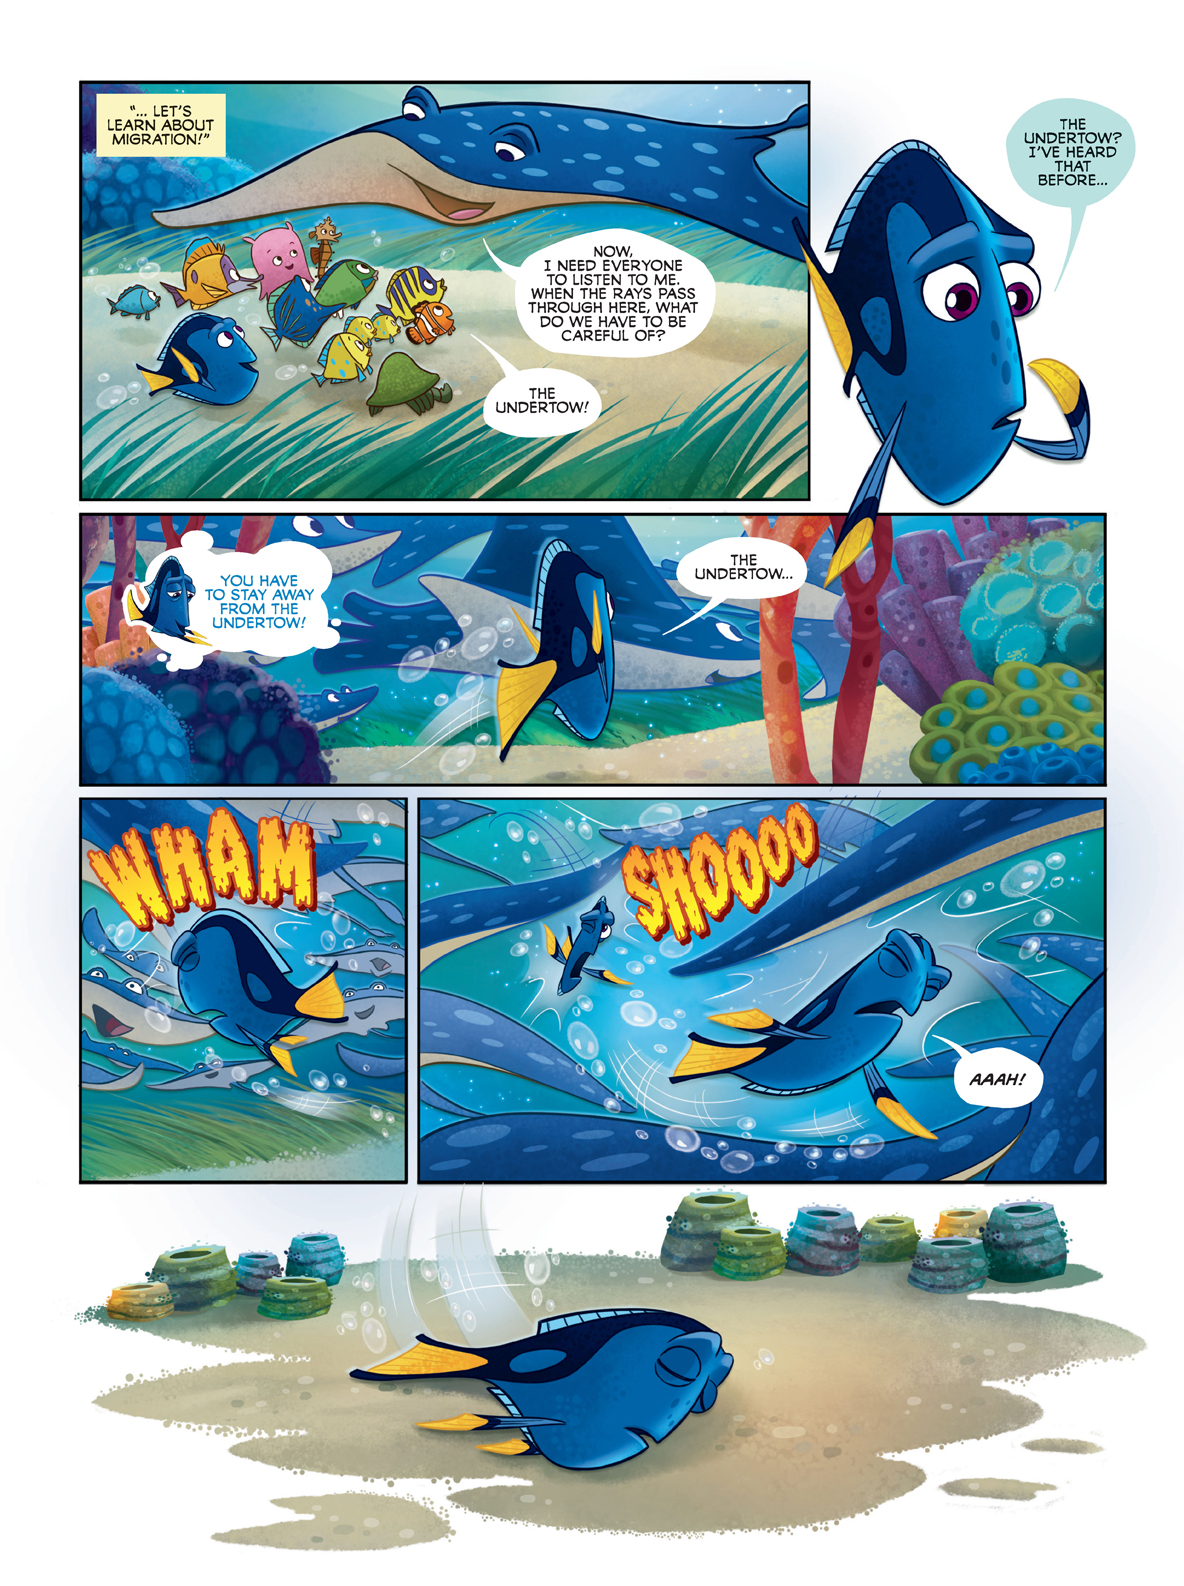 “... LET’S
LEARN ABOUT
MIGRATION!”
NOW,
I NEED EVERYONE
TO LISTEN TO ME.
WHEN THE RAYS PASS
THROUGH HERE, WHAT
DO WE HAVE TO BE
CAREFUL OF?
THE
UNDERTOW!
THE
UNDERTOW?
I’VE HEARD
THAT
BEFORE...
YOU HAVE
TO STAY AWAY
FROM THE
UNDERTOW!
THE
UNDERTOW...
WHAM
SHOOOO
AAAH!